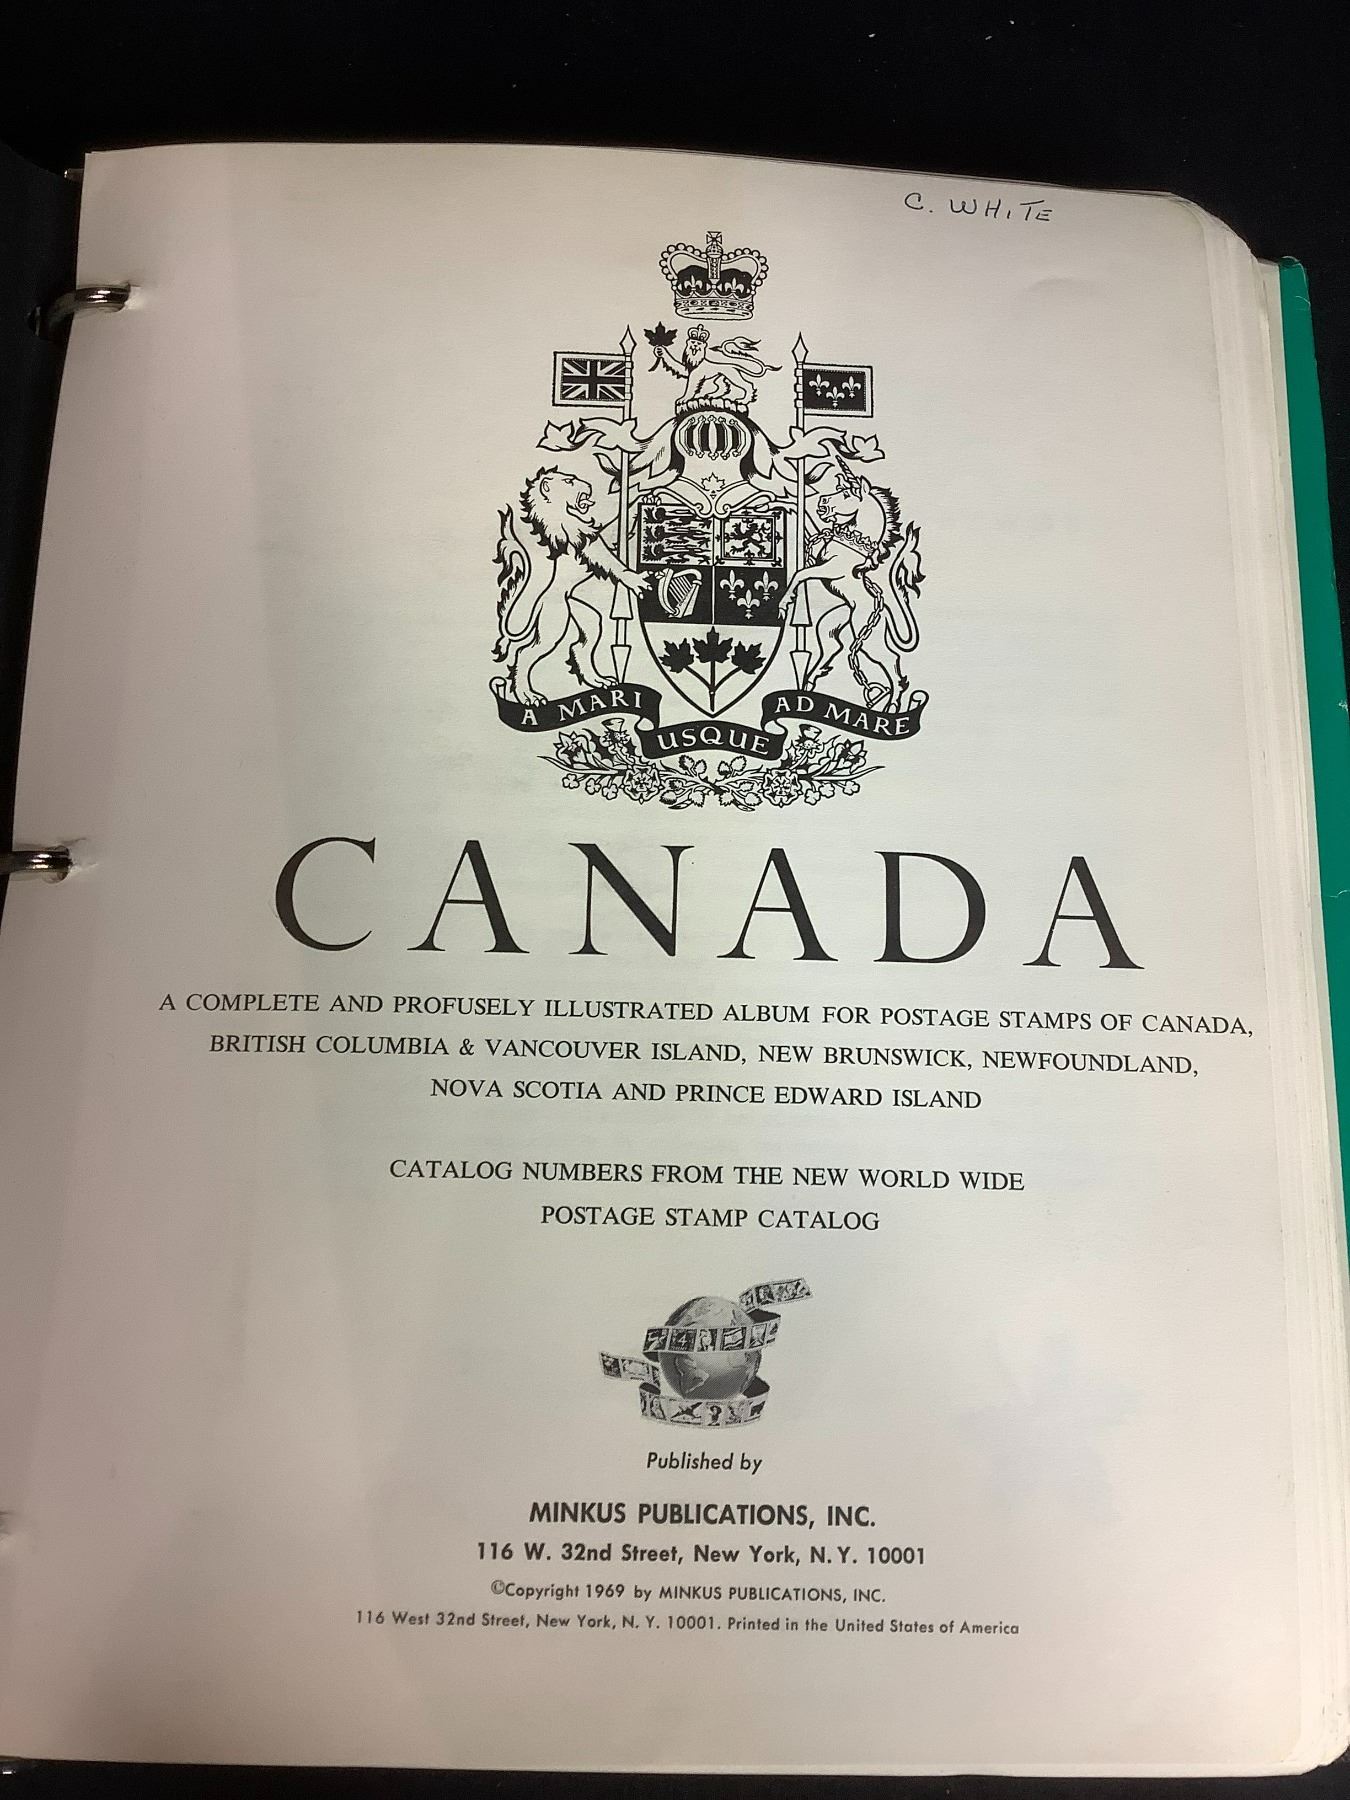 C. WHITE
A MARI USQUE AD MARE
CANADA
A COMPLETE AND PROFUSELY ILLUSTRATED ALBUM FOR POSTAGE STAMPS OF CANADA,
BRITISH COLUMBIA & VANCOUVER ISLAND, NEW BRUNSWICK, NEWFOUNDLAND,
NOVA SCOTIA AND PRINCE EDWARD ISLAND
CATALOG NUMBERS FROM THE NEW WORLD WIDE
POSTAGE STAMP CATALOG
Published by
MINKUS PUBLICATIONS, INC.
116 W. 32nd Street, New York, N.Y. 10001
©Copyright 1969 by MINKUS PUBLICATIONS, INC.
116 West 32nd Street, New York, N. Y. 10001. Printed in the United States of America